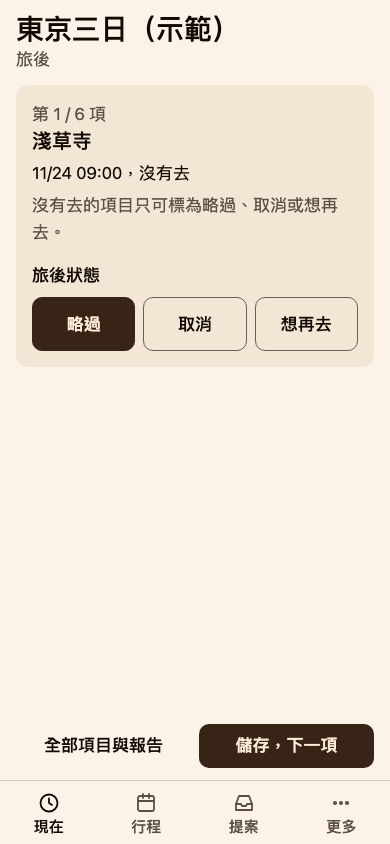 東京三日（示範）
旅後
第 1 / 6 項
淺草寺
11/24 09:00，沒有去
沒有去的項目只可標為略過、取消或想再
去。
旅後狀態
略過
取消
想再去
全部項目與報告
儲存，下一項
現在
行程
提案
更多